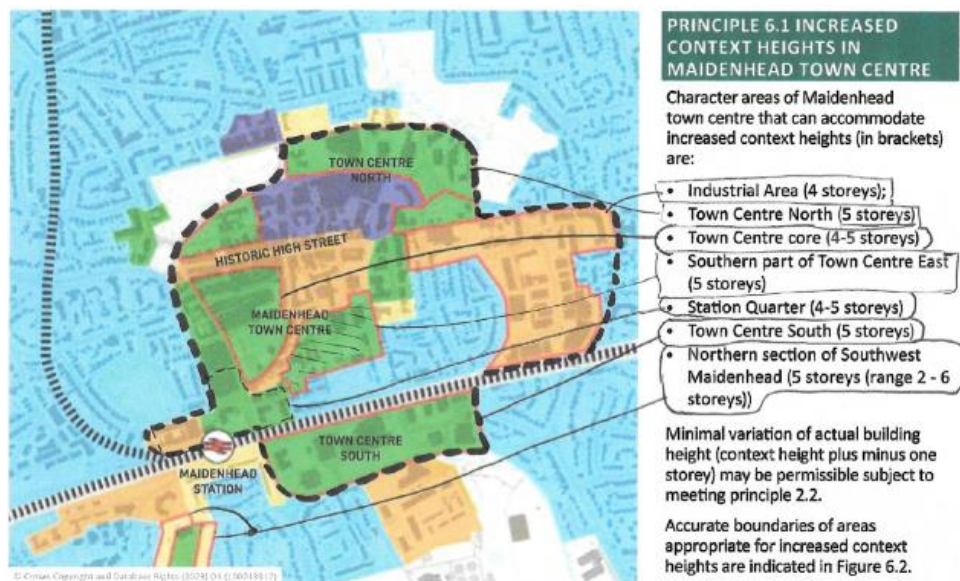 TOWN CENTRE
NORTH
HISTORIC HIGH STREET
MAIDENHEAD
TOWN CENTRE
TOWN CENTRE
SOUTH
MAIDENHEAD
STATION
PRINCIPLE 6.1 INCREASED
CONTEXT HEIGHTS IN
MAIDENHEAD TOWN CENTRE
Character areas of Maidenhead
town centre that can accommodate
increased context heights (in brackets)
are:
• Industrial Area (4 storeys);
• Town Centre North (5 storeys)
• Town Centre core (4-5 storeys)
• Southern part of Town Centre East
(5 storeys)
• Station Quarter (4-5 storeys)
• Town Centre South (5 storeys)
• Northern section of Southwest
Maidenhead (5 storeys (range 2 - 6
storeys))
Minimal variation of actual building
height (context height plus minus one
storey) may be permissible subject to
meeting principle 2.2.
Accurate boundaries of areas
appropriate for increased context
heights are indicated in Figure 6.2.
© Crown Copyright and Database Rights